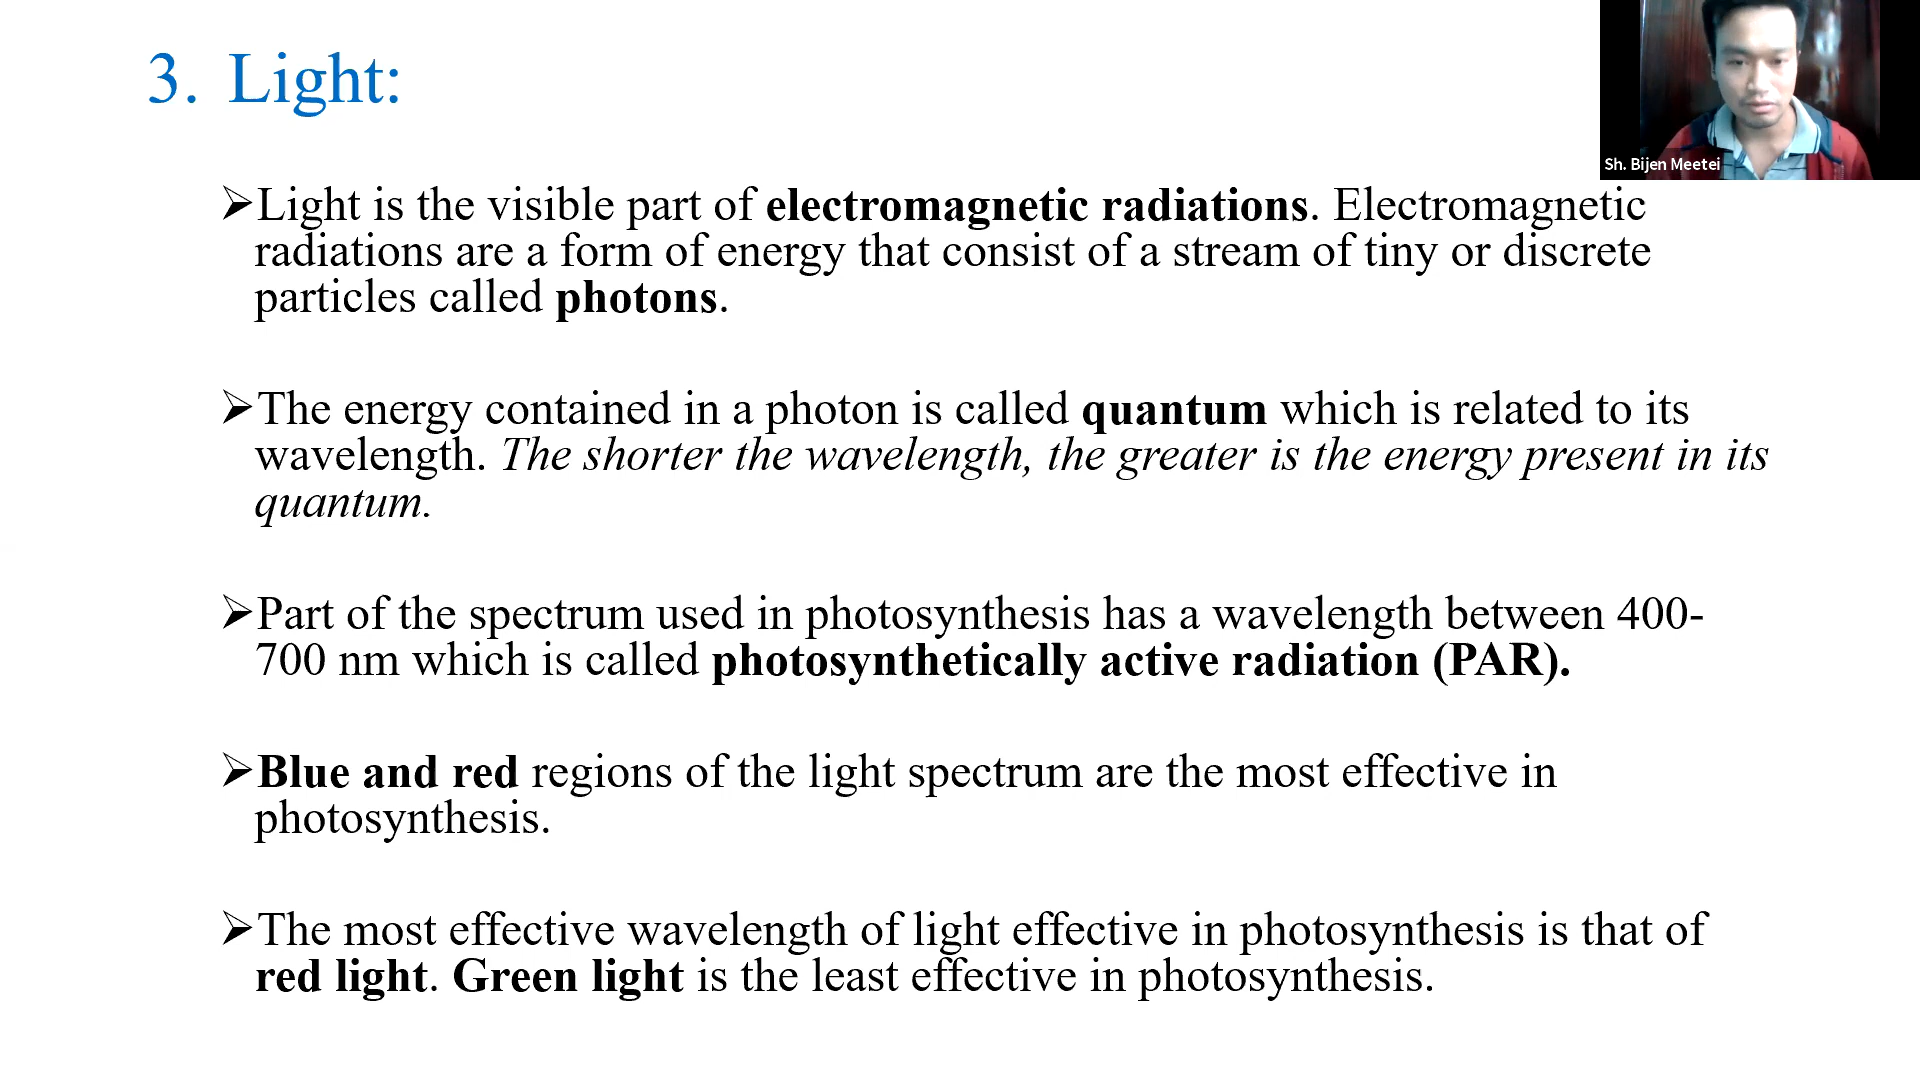 3. Light:
Sh. Bijen Meetei
➢Light is the visible part of electromagnetic radiations. Electromagnetic
radiations are a form of energy that consist of a stream of tiny or discrete
particles called photons.
➢The energy contained in a photon is called quantum which is related to its
wavelength. The shorter the wavelength, the greater is the energy present in its
quantum.
➢Part of the spectrum used in photosynthesis has a wavelength between 400-
700 nm which is called photosynthetically active radiation (PAR).
➢Blue and red regions of the light spectrum are the most effective in
photosynthesis.
➢The most effective wavelength of light effective in photosynthesis is that of
red light. Green light is the least effective in photosynthesis.